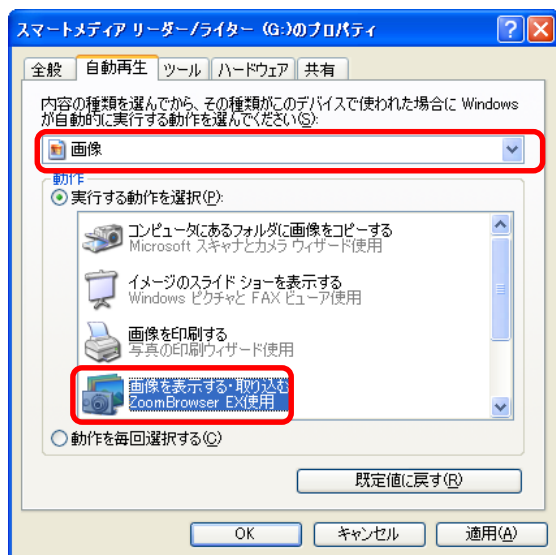 スマートメディア リーダー/ライター (G:)のプロパティ
全般 自動再生 ツール ハードウェア 共有
内容の種類を選んでから、その種類がこのデバイスで使われた場合に Windows
が自動的に実行する動作を選んでください(S):
画像
動作
実行する動作を選択(P):
コンピュータにあるフォルダに画像をコピーする
Microsoft スキャナとカメラ ウィザード使用
イメージのスライド ショーを表示する
Windows ピクチャと FAX ビューア使用
画像を印刷する
写真の印刷ウィザード使用
画像を表示する・取り込む
ZoomBrowser EX使用
動作を毎回選択する(C)
既定値に戻す(R)
OK キャンセル 適用(A)